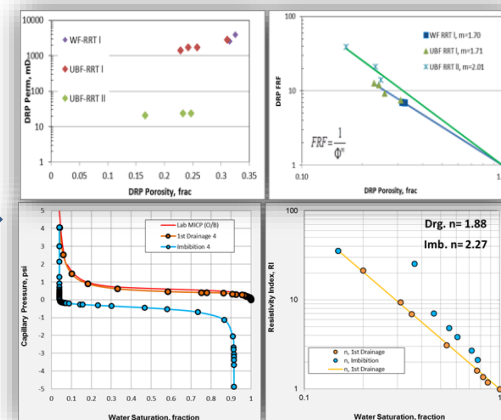 DRP Perm, mD
10000
1000
100
10
1
WF-RRT I
UBF-RRT I
UBF-RRT II
0 0.05 0.1 0.15 0.2 0.25 0.3 0.35
DRP Porosity, frac
DRP FRF
100
10
1
WF RRT I, m=1.70
UBF RRT I, m=1.71
UBF RRT II, m=2.01
FRF = 1 / Φᵐ
0.10 1.0
DRP Porosity, frac
Capillary Pressure, psi
5
4
3
2
1
0
-1
-2
-3
-4
-5
Lab MICP (O/B)
1st Drainage 4
Imbibition 4
0 0.1 0.2 0.3 0.4 0.5 0.6 0.7 0.8 0.9 1
Water Saturation, fraction
Resistivity Index, RI
100
10
1
Drg. n= 1.88
Imb. n= 2.27
n, 1st Drainage
n, Imbibition
n, 1st Drainage
0.1
Water Saturation, fraction